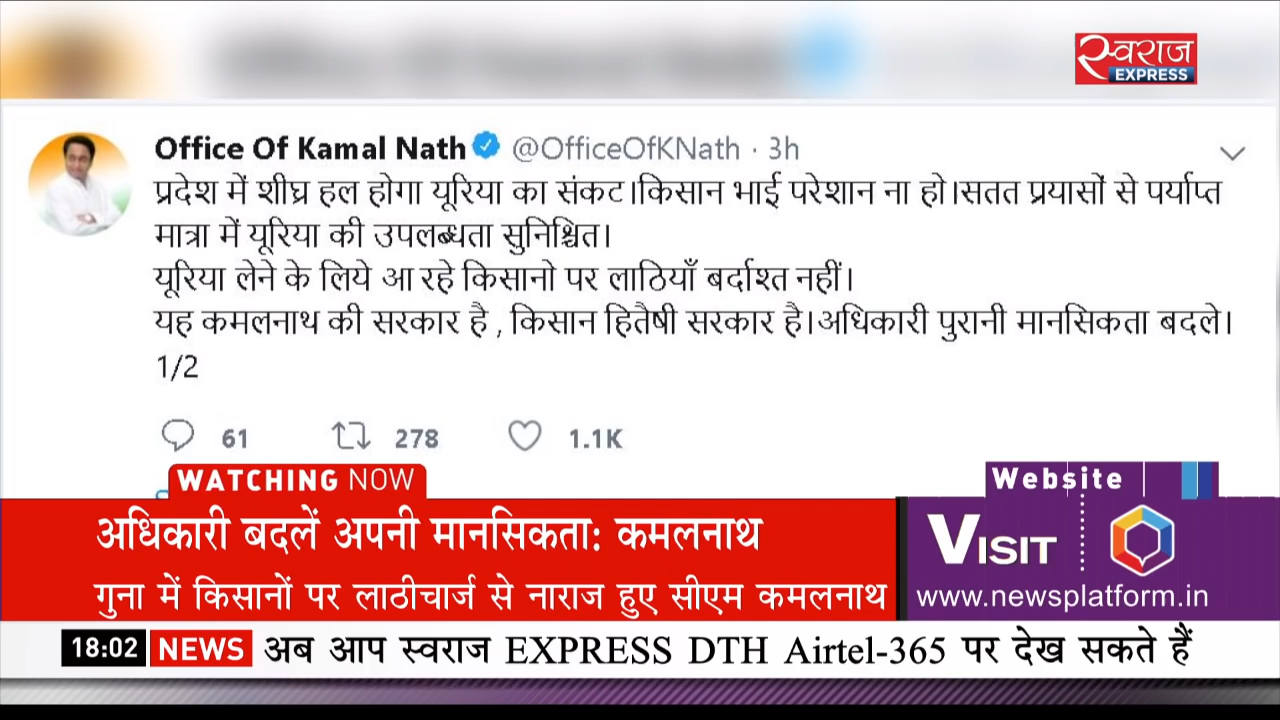 स्वराज
EXPRESS
Office Of Kamal Nath @OfficeOfKNath · 3h
प्रदेश में शीघ्र हल होगा यूरिया का संकट।किसान भाई परेशान ना हो।सतत प्रयासों से पर्याप्त
मात्रा में यूरिया की उपलब्धता सुनिश्चित।
यूरिया लेने के लिये आ रहे किसानो पर लाठियाँ बर्दाश्त नहीं।
यह कमलनाथ की सरकार है , किसान हितैषी सरकार है।अधिकारी पुरानी मानसिकता बदले।
1/2
61 278 1.1K
WATCHING NOW
अधिकारी बदलें अपनी मानसिकता: कमलनाथ
गुना में किसानों पर लाठीचार्ज से नाराज हुए सीएम कमलनाथ
Website
VISIT
www.newsplatform.in
18:02 NEWS अब आप स्वराज EXPRESS DTH Airtel-365 पर देख सकते हैं